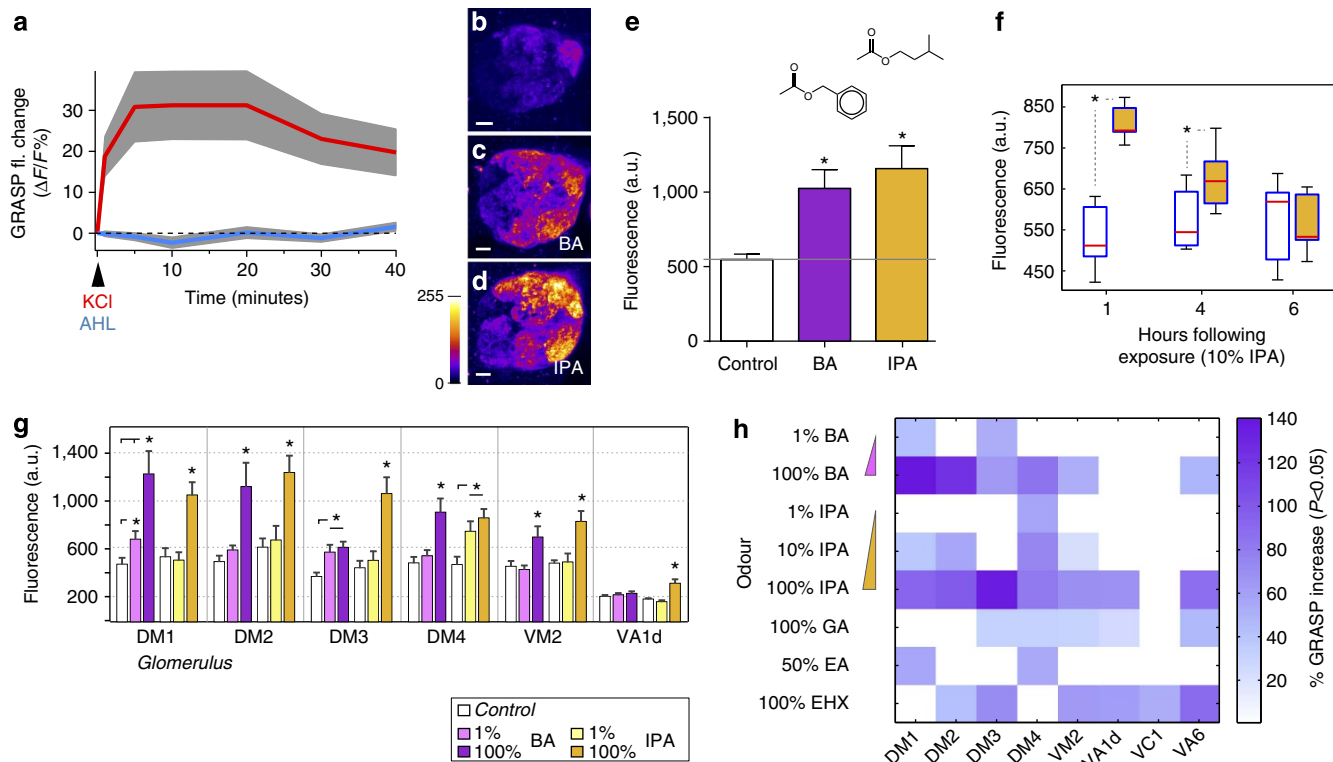 a
GRASP fl. change
(ΔF/F%)
30
20
10
0
10
20
30
40
Time (minutes)
KCl
AHL
b
c
BA
d
IPA
255
0
e
O
O
O
O
Fluorescence (a.u.)
1,500
1,000
500
0
*
*
Control
BA
IPA
f
Fluorescence (a.u.)
850
750
650
550
450
*
*
1
4
6
Hours following
exposure (10% IPA)
g
Fluorescence (a.u.)
1,400
1,000
600
200
* * * * * * * * * * * * *
DM1
DM2
DM3
DM4
VM2
VA1d
Glomerulus
Control
1%
100%
BA
1%
100%
IPA
h
Odour
1% BA
100% BA
1% IPA
10% IPA
100% IPA
100% GA
50% EA
100% EHX
DM1
DM2
DM3
DM4
VM2
VA1d
VC1
VA6
140
120
100
80
60
40
20
% GRASP increase (P<0.05)